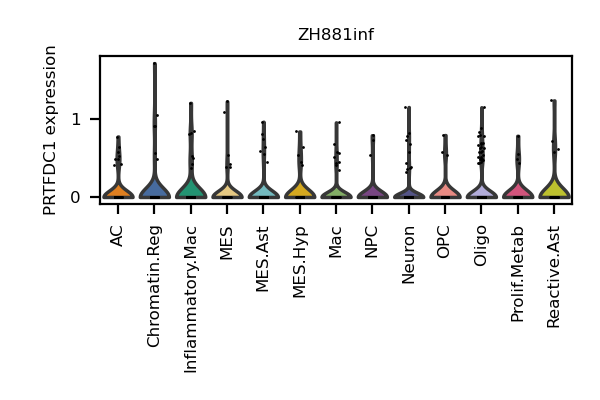 ZH881inf
PRTFDC1 expression
1
0
AC
Chromatin.Reg
Inflammatory.Mac
MES
MES.Ast
MES.Hyp
Mac
NPC
Neuron
OPC
Oligo
Prolif.Metab
Reactive.Ast